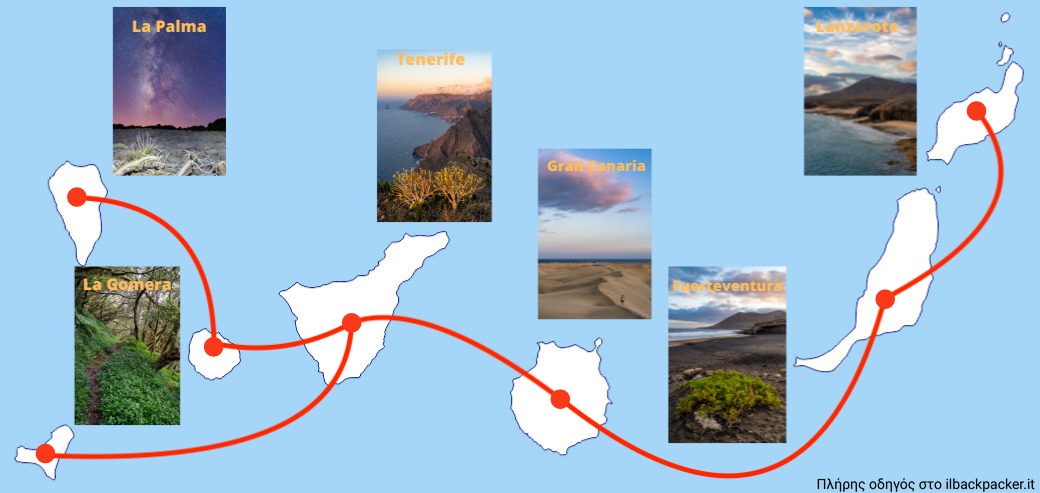 La Palma
Tenerife
Lanzarote
Gran Canaria
La Gomera
Fuerteventura
Πλήρης οδηγός στο ilbackpacker.it